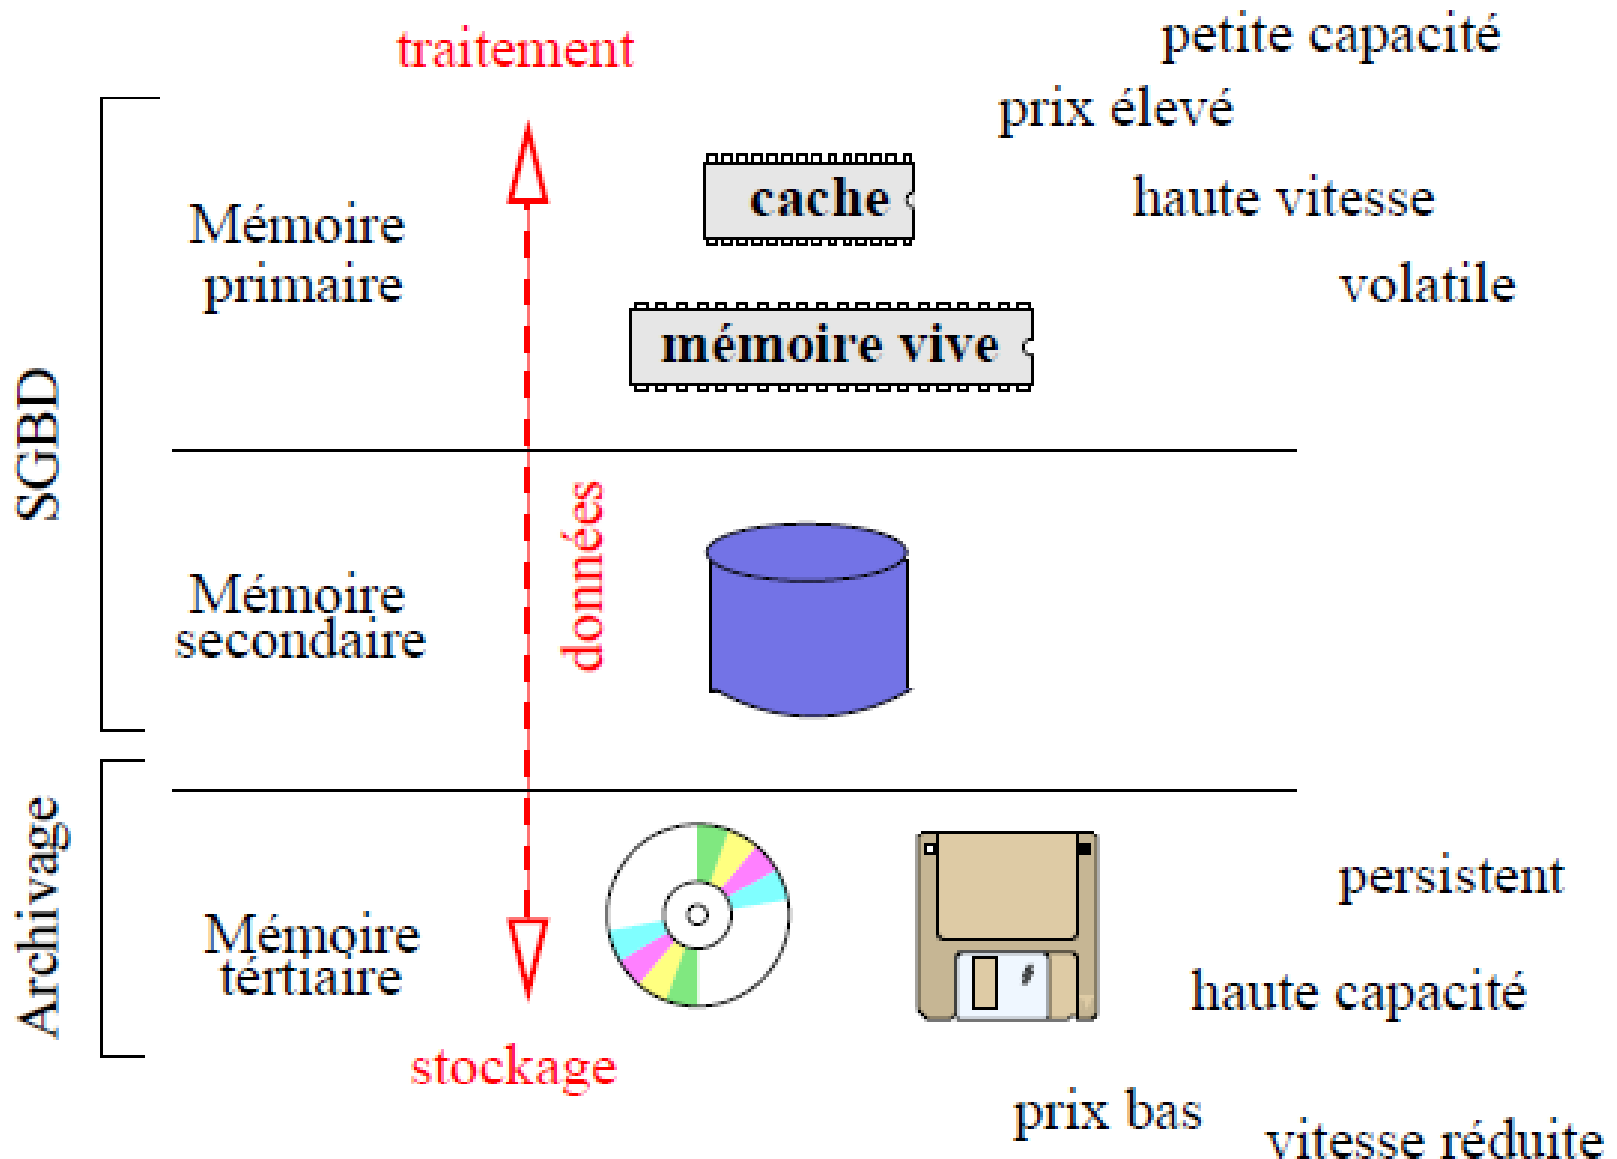 traitement
petite capacité
prix élevé
cache
haute vitesse
Mémoire
primaire
volatile
mémoire vive
SGBD
données
Mémoire
secondaire
Archivage
persistent
Mémoire
tértiaire
haute capacité
stockage
prix bas
vitesse réduite